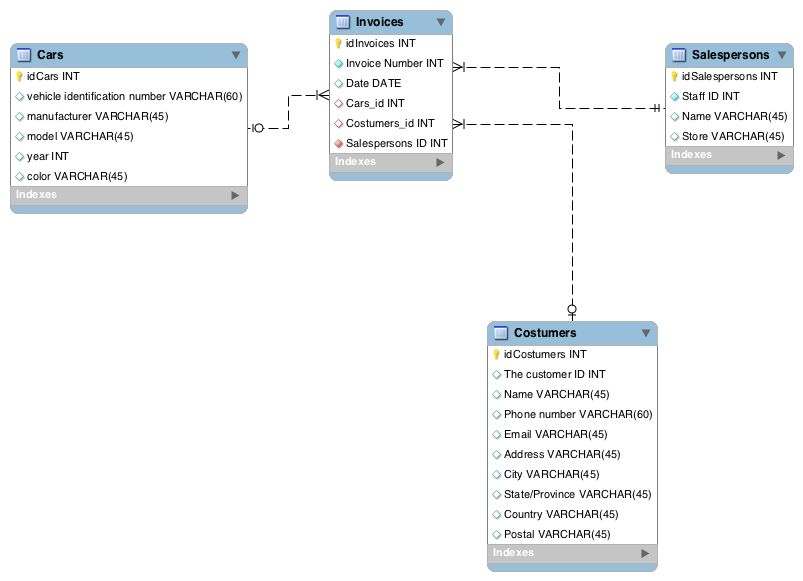 Cars
idCars INT
vehicle identification number VARCHAR(60)
manufacturer VARCHAR(45)
model VARCHAR(45)
year INT
color VARCHAR(45)
Indexes
Invoices
idInvoices INT
Invoice Number INT
Date DATE
Cars_id INT
Costumers_id INT
Salespersons ID INT
Indexes
Salespersons
idSalespersons INT
Staff ID INT
Name VARCHAR(45)
Store VARCHAR(45)
Indexes
Costumers
idCostumers INT
The customer ID INT
Name VARCHAR(45)
Phone number VARCHAR(60)
Email VARCHAR(45)
Address VARCHAR(45)
City VARCHAR(45)
State/Province VARCHAR(45)
Country VARCHAR(45)
Postal VARCHAR(45)
Indexes